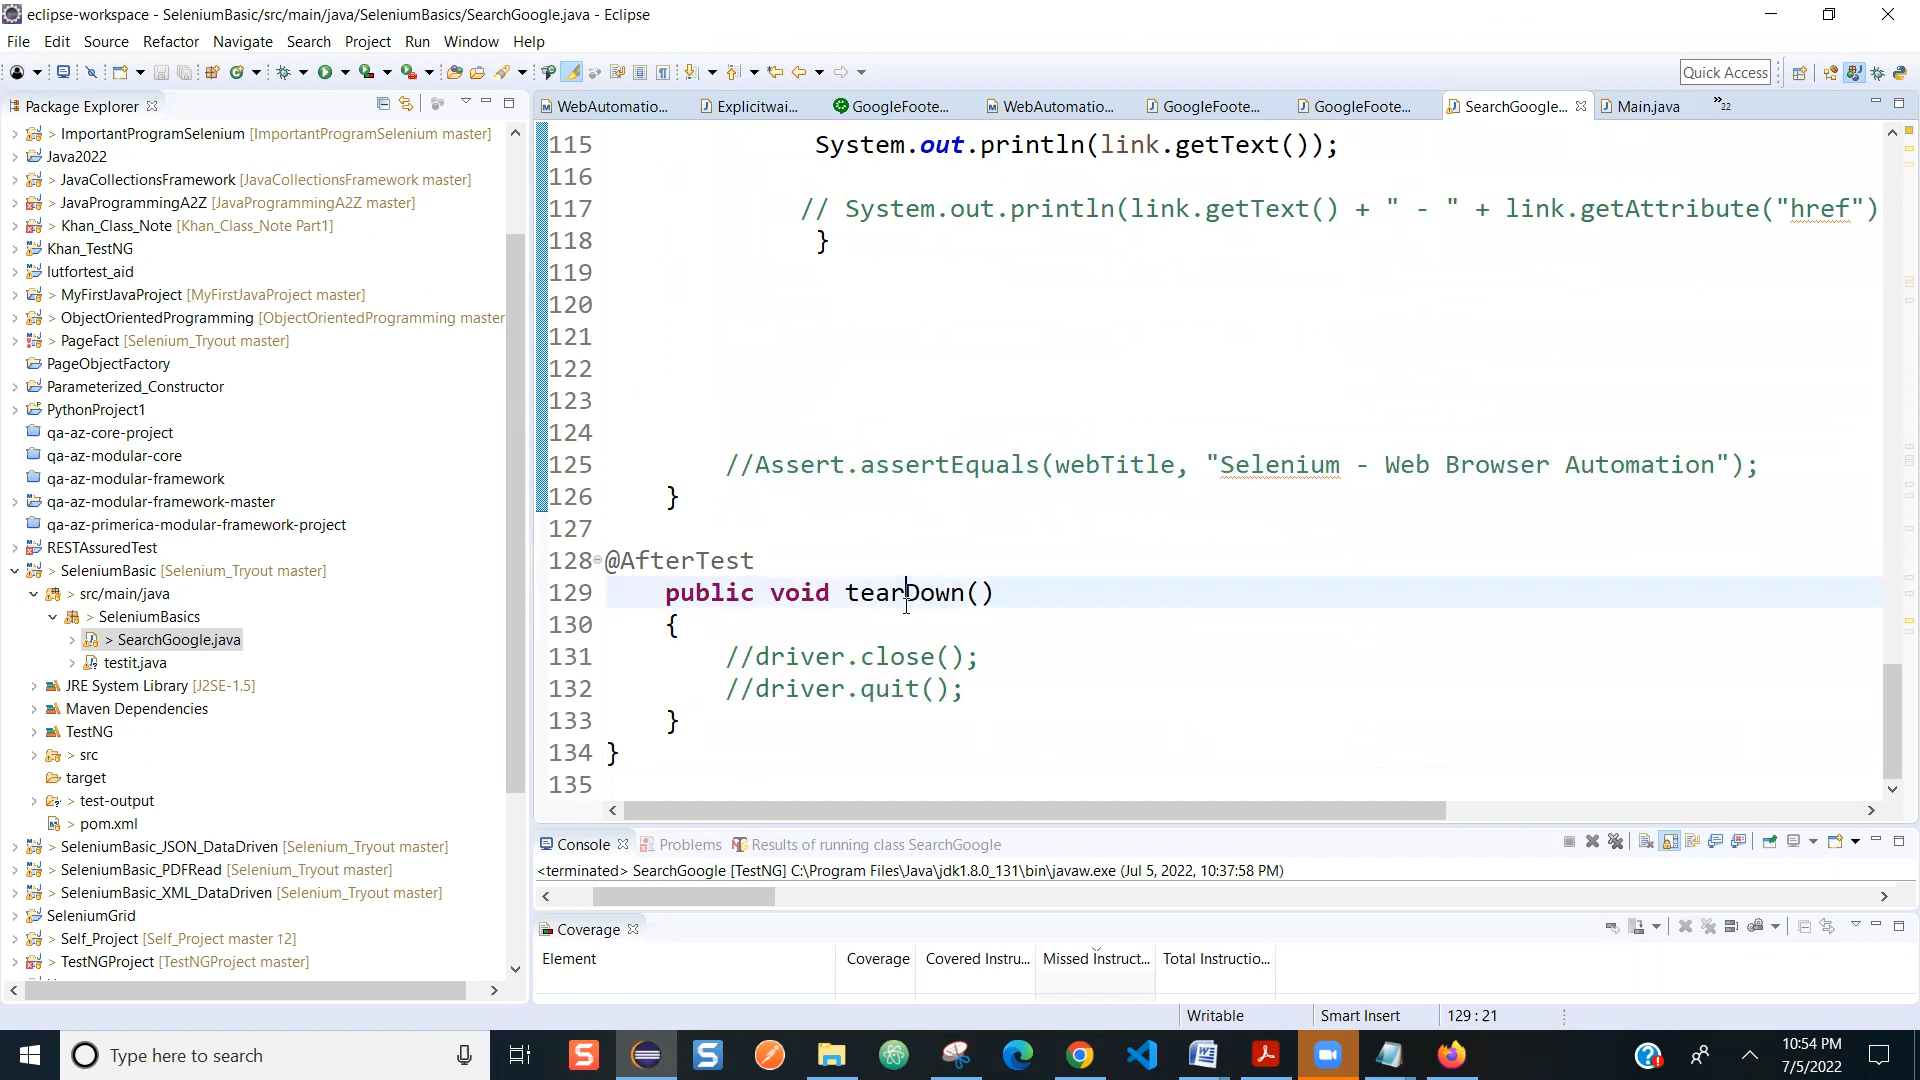 eclipse-workspace - SeleniumBasic/src/main/java/SeleniumBasics/SearchGoogle.java - Eclipse
File Edit Source Refactor Navigate Search Project Run Window Help
Quick Access
Package Explorer
WebAutomatio... Explicitwai... GoogleFoote... WebAutomatio... GoogleFoote... GoogleFoote... SearchGoogle... Main.java »22
> ImportantProgramSelenium [ImportantProgramSelenium master]
Java2022
> JavaCollectionsFramework [JavaCollectionsFramework master]
> JavaProgrammingA2Z [JavaProgrammingA2Z master]
> Khan_Class_Note [Khan_Class_Note Part1]
Khan_TestNG
lutfortest_aid
> MyFirstJavaProject [MyFirstJavaProject master]
> ObjectOrientedProgramming [ObjectOrientedProgramming master
> PageFact [Selenium_Tryout master]
PageObjectFactory
Parameterized_Constructor
PythonProject1
qa-az-core-project
qa-az-modular-core
qa-az-modular-framework
qa-az-modular-framework-master
qa-az-primerica-modular-framework-project
RESTAssuredTest
> SeleniumBasic [Selenium_Tryout master]
> src/main/java
> SeleniumBasics
> SearchGoogle.java
testit.java
JRE System Library [J2SE-1.5]
Maven Dependencies
TestNG
> src
target
> test-output
> pom.xml
> SeleniumBasic_JSON_DataDriven [Selenium_Tryout master]
> SeleniumBasic_PDFRead [Selenium_Tryout master]
> SeleniumBasic_XML_DataDriven [Selenium_Tryout master]
SeleniumGrid
> Self_Project [Self_Project master ↑2]
> TestNGProject [TestNGProject master]
115 System.out.println(link.getText());
116
117 // System.out.println(link.getText() + " - " + link.getAttribute("href")
118 }
119
120
121
122
123
124
125 //Assert.assertEquals(webTitle, "Selenium - Web Browser Automation");
126 }
127
128 @AfterTest
129 public void tearDown()
130 {
131 //driver.close();
132 //driver.quit();
133 }
134 }
135
Console Problems Results of running class SearchGoogle
<terminated> SearchGoogle [TestNG] C:\Program Files\Java\jdk1.8.0_131\bin\javaw.exe (Jul 5, 2022, 10:37:58 PM)
Coverage
Element Coverage Covered Instru... Missed Instruct... Total Instructio...
Writable Smart Insert 129 : 21
Type here to search
10:54 PM
7/5/2022